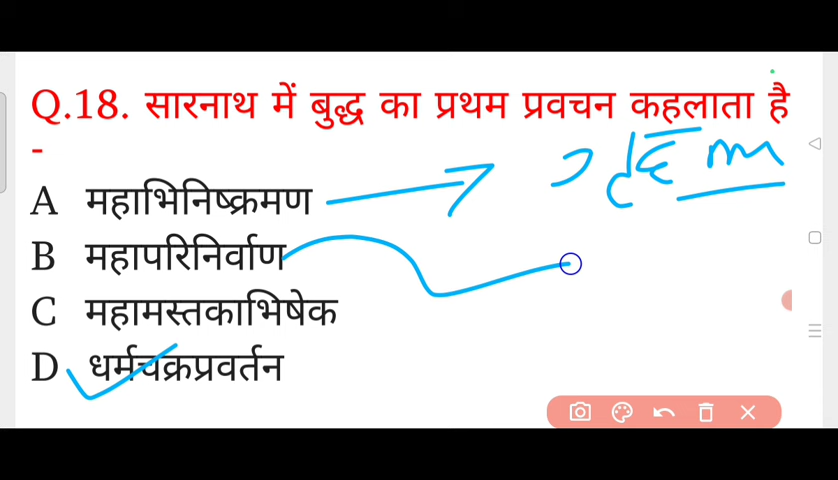 Q.18. सारनाथ में बुद्ध का प्रथम प्रवचन कहलाता है
-
A महाभिनिष्क्रमण
B महापरिनिर्वाण
C महामस्तकाभिषेक
D धर्मचक्रप्रवर्तन